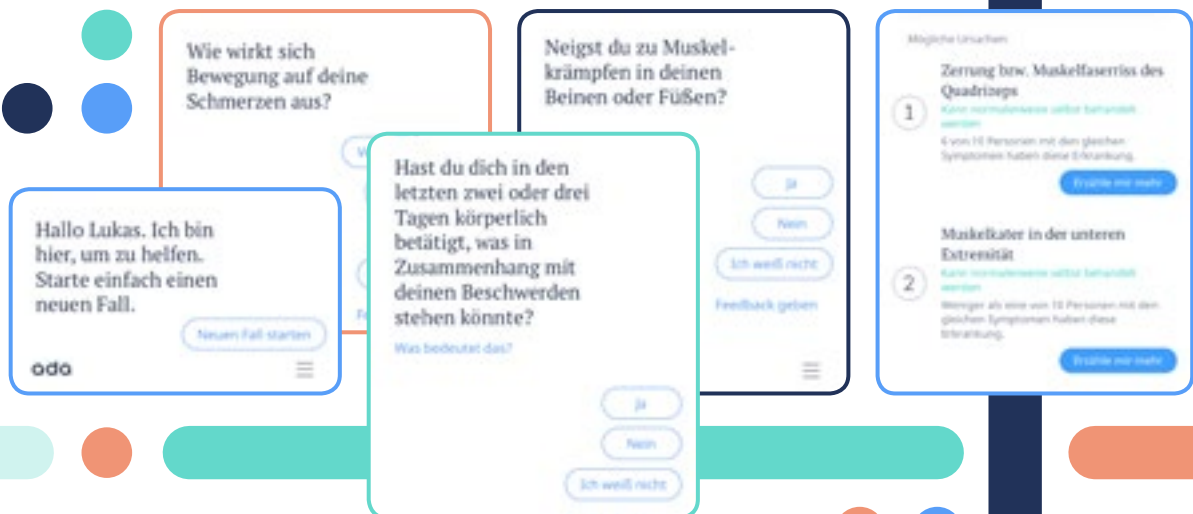 Wie wirkt sich
Bewegung auf deine
Schmerzen aus?
Hallo Lukas. Ich bin
hier, um zu helfen.
Starte einfach einen
neuen Fall.
Neuen Fall starten
ada
Hast du dich in den
letzten zwei oder drei
Tagen körperlich
betätigt, was in
Zusammenhang mit
deinen Beschwerden
stehen könnte?
Was bedeutet das?
Ja
Nein
Ich weiß nicht
Neigst du zu Muskel-
krämpfen in deinen
Beinen oder Füßen?
Ja
Nein
Ich weiß nicht
Feedback geben
Mögliche Ursachen
1
Zerrung bzw. Muskelfaserriss des
Quadrizeps
Kann normalerweise selbst behandelt
werden
6 von 10 Personen mit den gleichen
Symptomen haben diese Erkrankung.
Erzähle mir mehr
2
Muskelkater in der unteren
Extremität
Kann normalerweise selbst behandelt
werden
Weniger als eine von 10 Personen mit den
gleichen Symptomen haben diese
Erkrankung.
Erzähle mir mehr